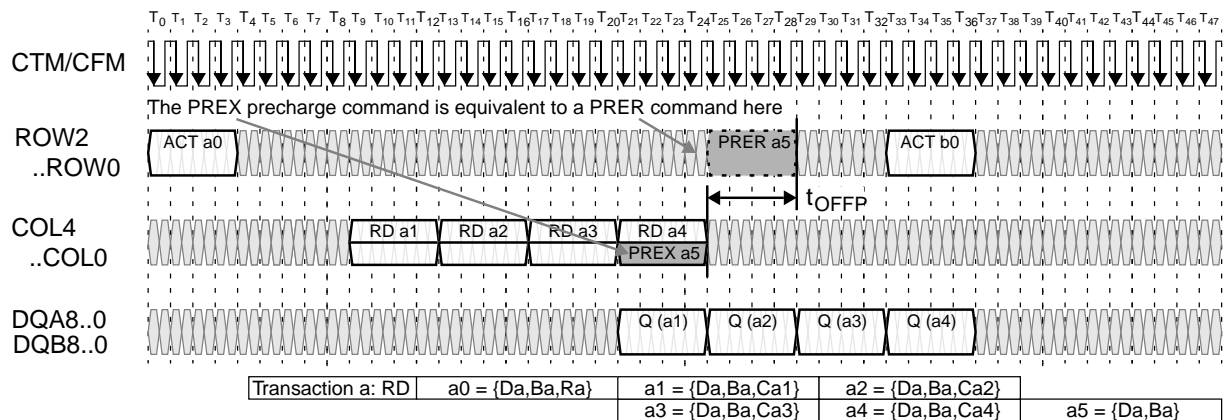 T0 T1 T2 T3 T4 T5 T6 T7 T8 T9 T10 T11 T12 T13 T14 T15 T16 T17 T18 T19 T20 T21 T22 T23 T24 T25 T26 T27 T28 T29 T30 T31 T32 T33 T34 T35 T36 T37 T38 T39 T40 T41 T42 T43 T44 T45 T46 T47
CTM/CFM
The PREX precharge command is equivalent to a PRER command here
ROW2 ACT a0 PRER a5 ACT b0
..ROW0
tOFFP
COL4 RD a1 RD a2 RD a3 RD a4
..COL0 PREX a5
DQA8..0 Q (a1) Q (a2) Q (a3) Q (a4)
DQB8..0
Transaction a: RD a0 = {Da,Ba,Ra} a1 = {Da,Ba,Ca1} a2 = {Da,Ba,Ca2}
a3 = {Da,Ba,Ca3} a4 = {Da,Ba,Ca4} a5 = {Da,Ba}